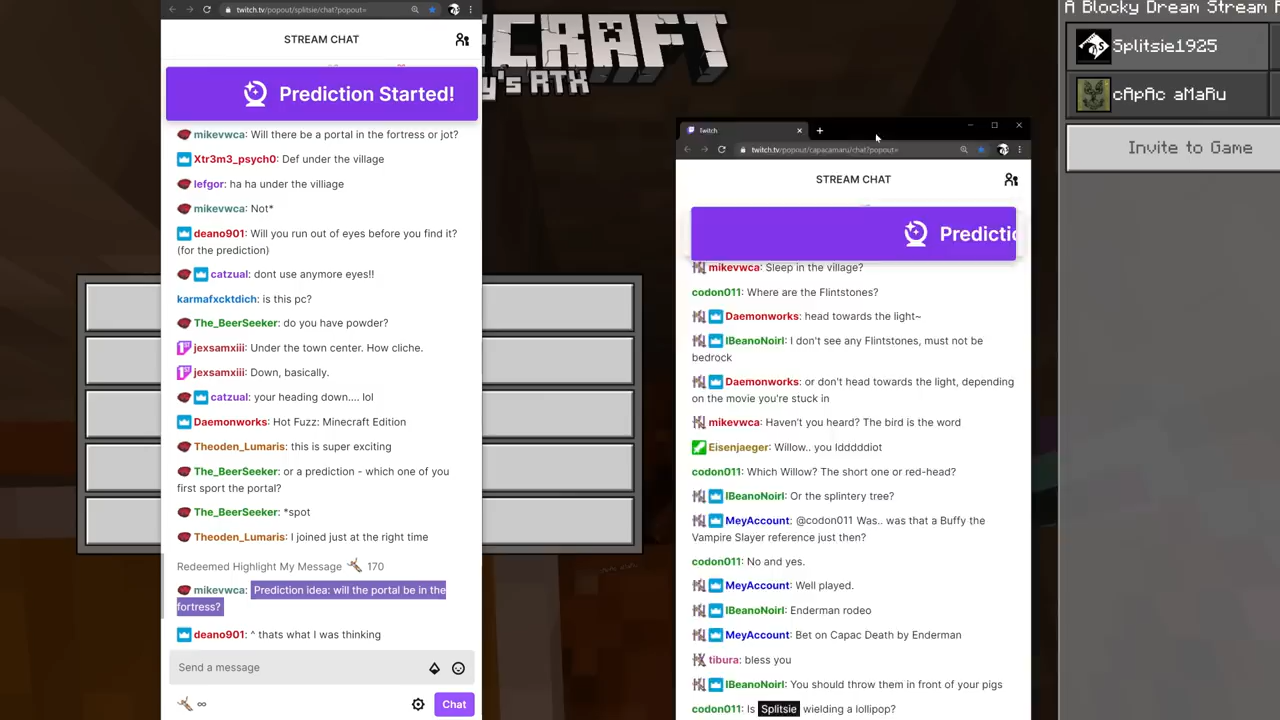 twitch.tv/popout/splitsie/chat?popout=
STREAM CHAT
Prediction Started!
mikevwca: Will there be a portal in the fortress or jot?
Xtr3m3_psych0: Def under the village
lefgor: ha ha under the villiage
mikevwca: Not*
deano901: Will you run out of eyes before you find it?
(for the prediction)
catzual: dont use anymore eyes!!
karmafxcktdich: is this pc?
The_BeerSeeker: do you have powder?
jexsamxiii: Under the town center. How cliche.
jexsamxiii: Down, basically.
catzual: your heading down.... lol
Daemonworks: Hot Fuzz: Minecraft Edition
Theoden_Lumaris: this is super exciting
The_BeerSeeker: or a prediction - which one of you
first sport the portal?
The_BeerSeeker: *spot
Theoden_Lumaris: I joined just at the right time
Redeemed Highlight My Message 170
mikevwca: Prediction idea: will the portal be in the
fortress?
deano901: ^ thats what I was thinking
Send a message
∞
Chat
ECRAFT
y's RTX
Twitch
twitch.tv/popout/capacamaru/chat?popout=
STREAM CHAT
Predictio
mikevwca: Sleep in the village?
codon011: Where are the Flintstones?
Daemonworks: head towards the light~
IBeanoNoirI: I don't see any Flintstones, must not be
bedrock
Daemonworks: or don't head towards the light, depending
on the movie you're stuck in
mikevwca: Haven't you heard? The bird is the word
Eisenjaeger: Willow.. you Idddddiot
codon011: Which Willow? The short one or red-head?
IBeanoNoirI: Or the splintery tree?
MeyAccount: @codon011 Was.. was that a Buffy the
Vampire Slayer reference just then?
codon011: No and yes.
MeyAccount: Well played.
IBeanoNoirI: Enderman rodeo
MeyAccount: Bet on Capac Death by Enderman
tibura: bless you
IBeanoNoirI: You should throw them in front of your pigs
codon011: Is Splitsie wielding a lollipop?
A Blocky Dream Stream
Splitsie1925
cApAc aMaRu
Invite to Game